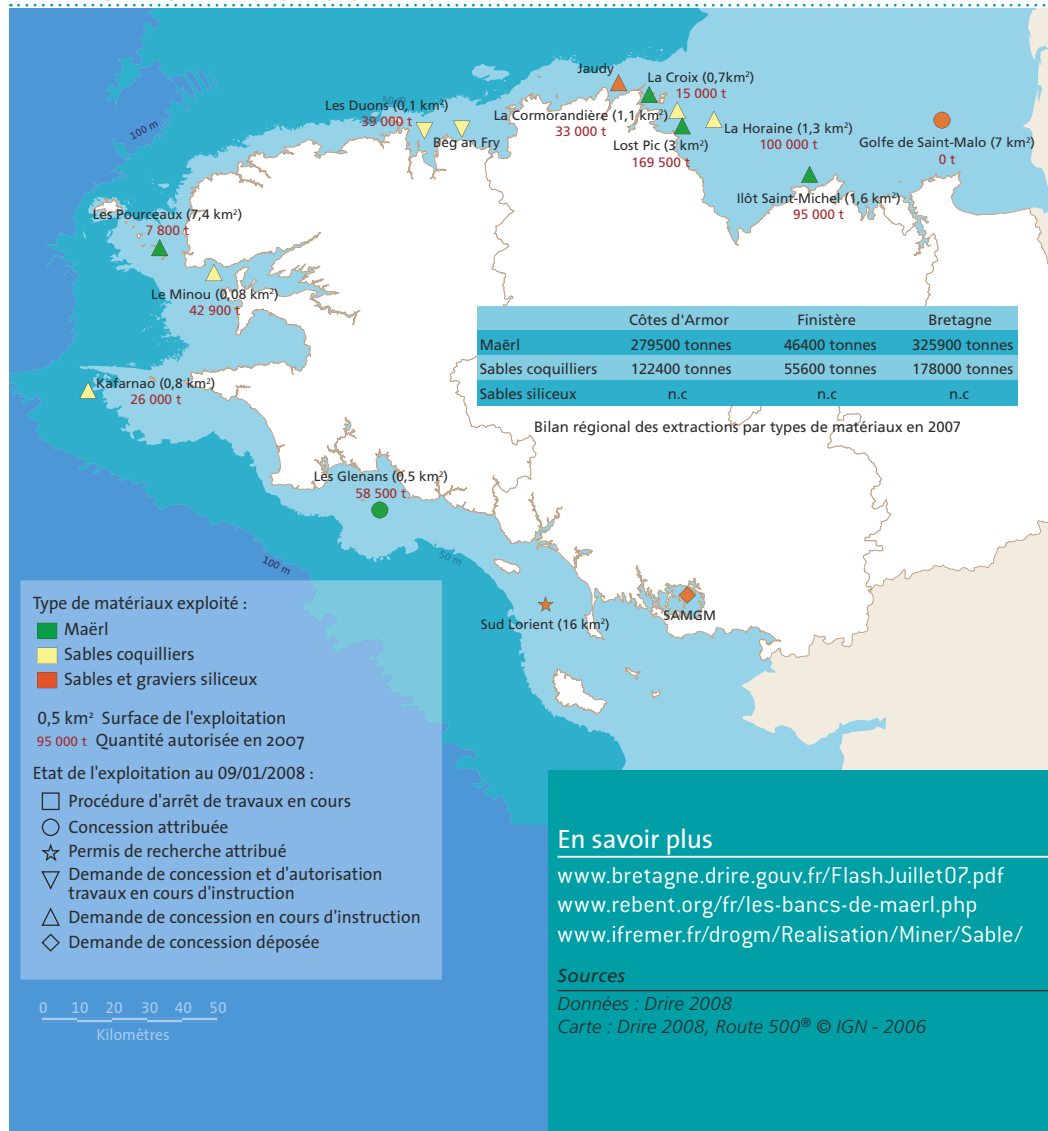 100 m
50 m
Jaudy
La Croix (0,7km²)
15 000 t
Les Duons (0,1 km²)
39 000 t
Beg an Fry
La Cormorandière (1,1 km²)
33 000 t
Lost Pic (3 km²)
169 500 t
La Horaine (1,3 km²)
100 000 t
Golfe de Saint-Malo (7 km²)
0 t
Ilôt Saint-Michel (1,6 km²)
95 000 t
Les Pourceaux (7,4 km²)
7 800 t
Le Minou (0,08 km²)
42 900 t
Kafarnao (0,8 km²)
26 000 t
Côtes d'Armor Finistère Bretagne
Maërl 279500 tonnes 46400 tonnes 325900 tonnes
Sables coquilliers 122400 tonnes 55600 tonnes 178000 tonnes
Sables siliceux n.c n.c n.c
Bilan régional des extractions par types de matériaux en 2007
Les Glenans (0,5 km²)
58 500 t
100 m
50 m
Sud Lorient (16 km²)
SAMGM
Type de matériaux exploité :
Maërl
Sables coquilliers
Sables et graviers siliceux
0,5 km² Surface de l'exploitation
95 000 t Quantité autorisée en 2007
Etat de l'exploitation au 09/01/2008 :
Procédure d'arrêt de travaux en cours
Concession attribuée
Permis de recherche attribué
Demande de concession et d'autorisation
travaux en cours d'instruction
Demande de concession en cours d'instruction
Demande de concession déposée
0 10 20 30 40 50
Kilomètres
En savoir plus
www.bretagne.drire.gouv.fr/FlashJuillet07.pdf
www.rebent.org/fr/les-bancs-de-maerl.php
www.ifremer.fr/drogm/Realisation/Miner/Sable/
Sources
Données : Drire 2008
Carte : Drire 2008, Route 500® © IGN - 2006